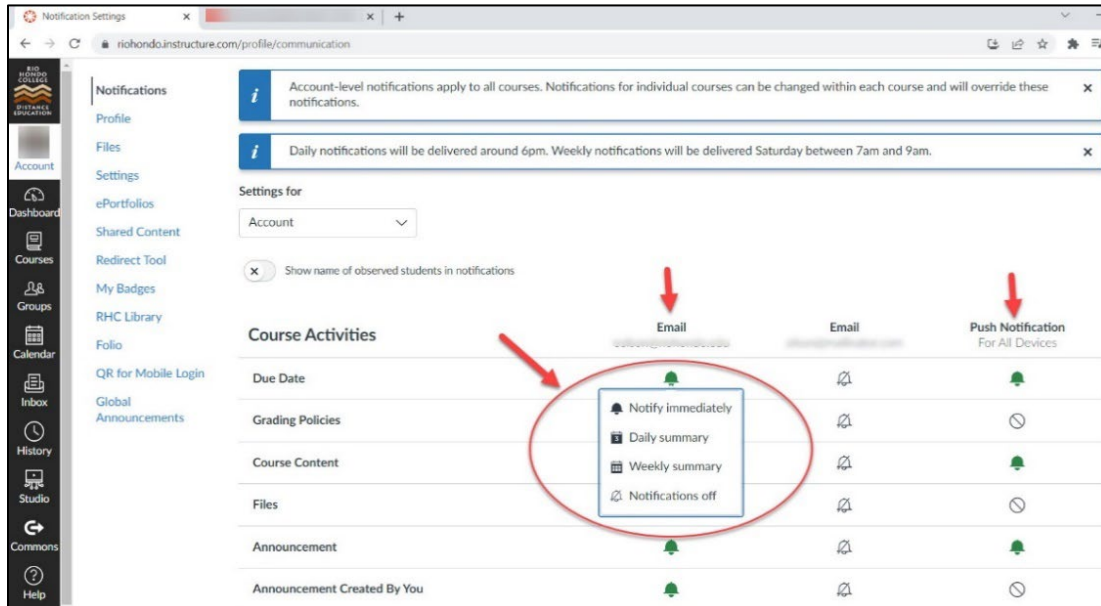 Notification Settings
riohondo.instructure.com/profile/communication
RIO
HONDO
COLLEGE
DISTANCE
EDUCATION
Account
Dashboard
Courses
Groups
Calendar
Inbox
History
Studio
Commons
Help
Notifications
Profile
Files
Settings
ePortfolios
Shared Content
Redirect Tool
My Badges
RHC Library
Folio
QR for Mobile Login
Global
Announcements
Account-level notifications apply to all courses. Notifications for individual courses can be changed within each course and will override these
notifications.
Daily notifications will be delivered around 6pm. Weekly notifications will be delivered Saturday between 7am and 9am.
Settings for
Account
Show name of observed students in notifications
Course Activities
Email
Email
Push Notification
For All Devices
Due Date
Notify immediately
Grading Policies
Daily summary
Course Content
Weekly summary
Notifications off
Files
Announcement
Announcement Created By You